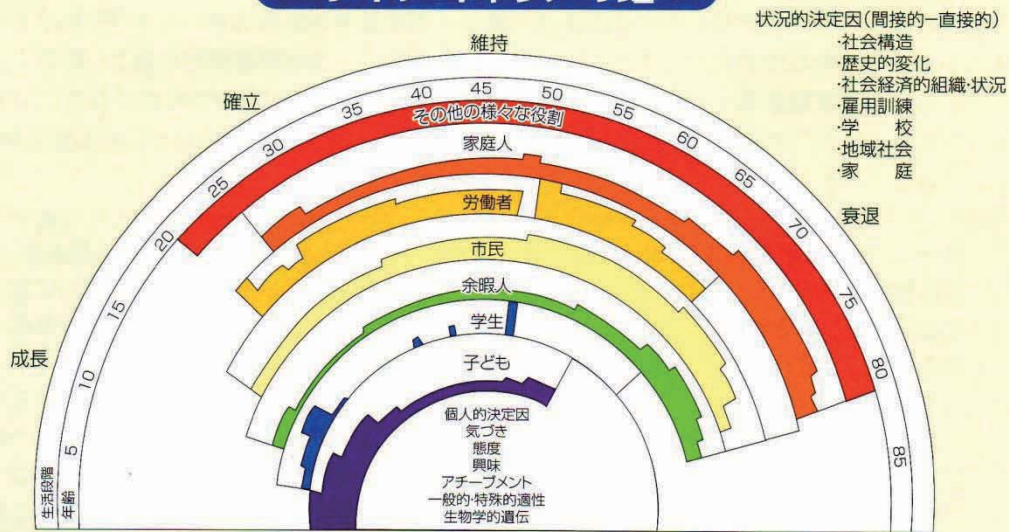 状況的決定因(間接的－直接的)
・社会構造
・歴史的変化
・社会経済的組織・状況
・雇用訓練
・学　校
・地域社会
・家　庭
維持
確立
衰退
成長
5
10
15
20
25
30
35
40
45
50
55
60
65
70
75
80
85
その他の様々な役割
家庭人
労働者
市民
余暇人
学生
子ども
個人的決定因
気づき
態度
興味
アチーブメント
一般的・特殊的適性
生物学的遺伝
生活段階
年齢